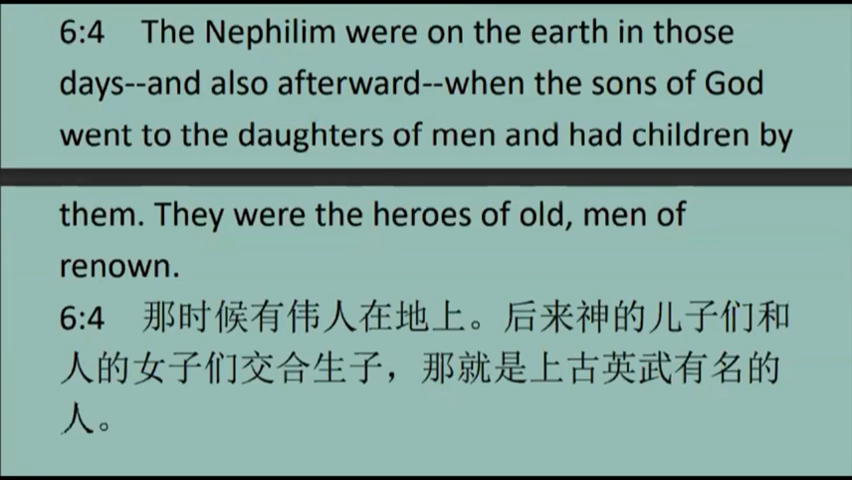 6:4 The Nephilim were on the earth in those
days--and also afterward--when the sons of God
went to the daughters of men and had children by
them. They were the heroes of old, men of
renown.
6:4 那时候有伟人在地上。后来神的儿子们和
人的女子们交合生子，那就是上古英武有名的
人。